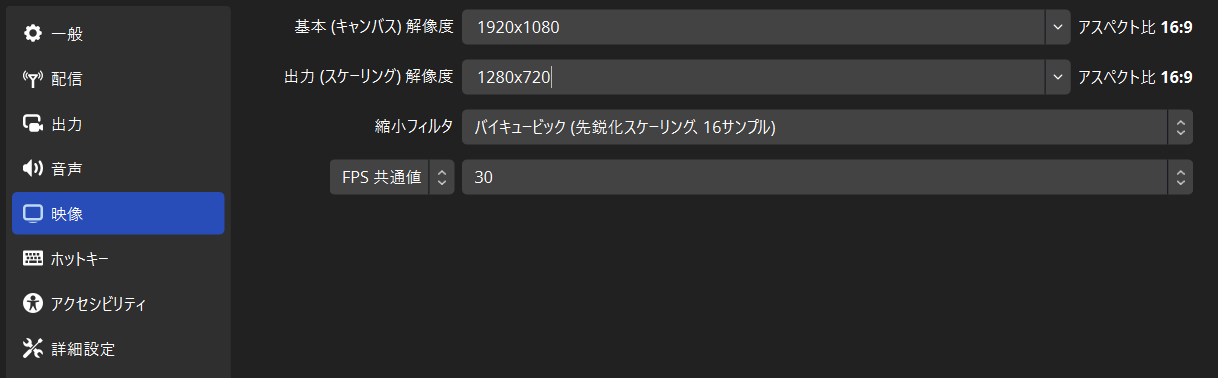 一般
配信
出力
音声
映像
ホットキー
アクセシビリティ
詳細設定
基本 (キャンバス) 解像度 1920x1080 アスペクト比 16:9
出力 (スケーリング) 解像度 1280x720 アスペクト比 16:9
縮小フィルタ バイキュービック (先鋭化スケーリング、16サンプル)
FPS 共通値 30